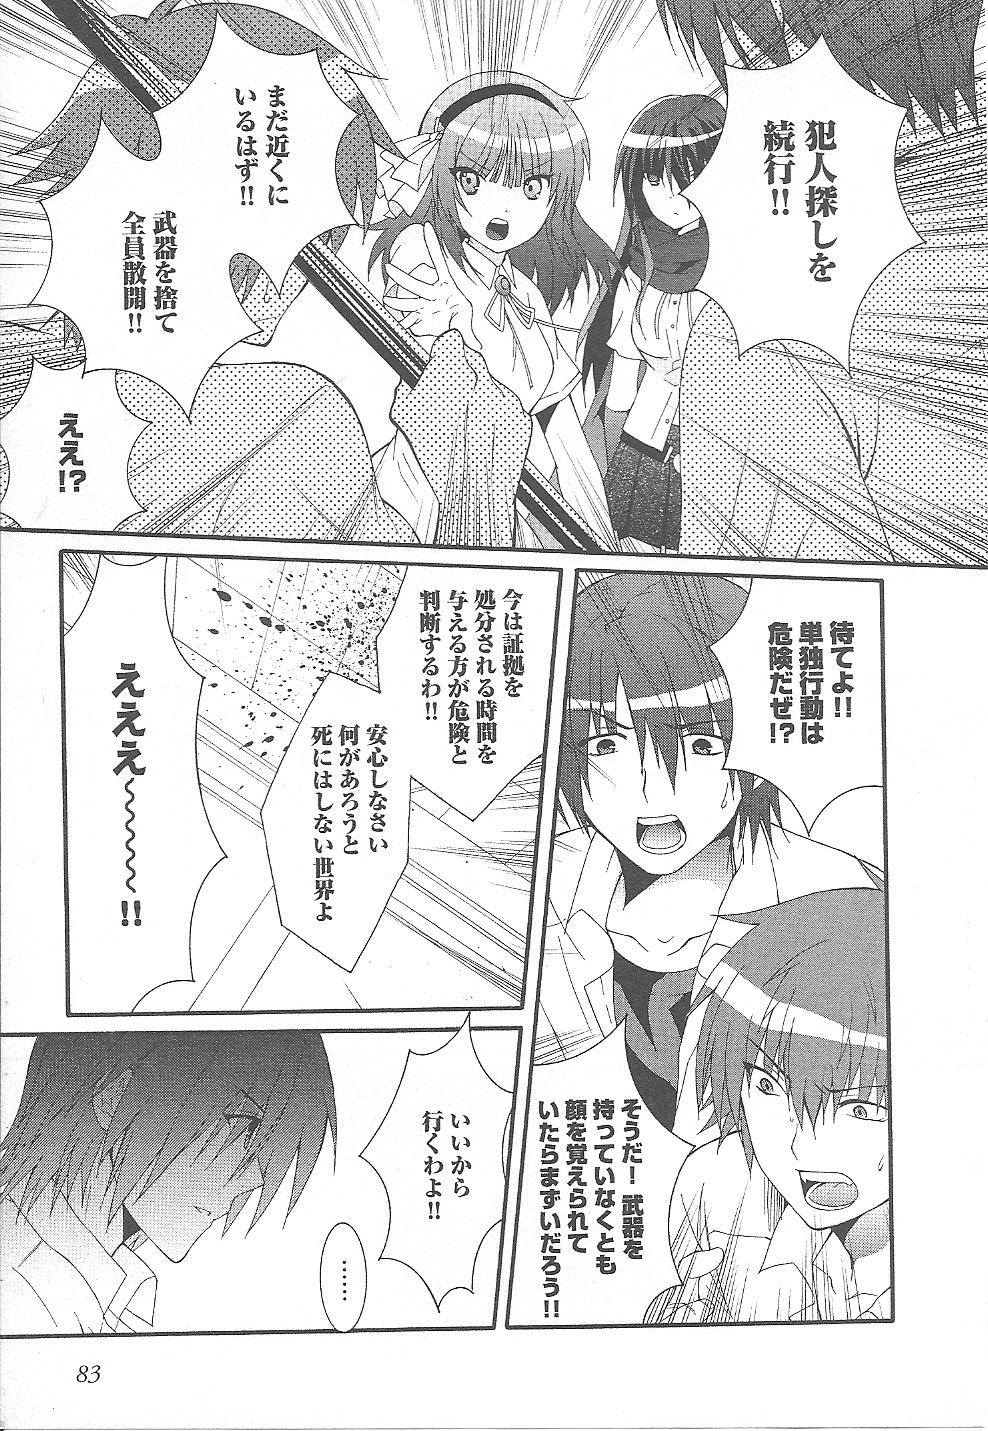 犯人探しを
続行!!
まだ近くに
いるはず!!
武器を捨て
全員散開!!
ええ!?
待てよ!!
単独行動は
危険だぜ!?
そうだ！武器を
持っていなくとも
顔を覚えられて
いたらまずいだろう!!
今は証拠を
処分される時間を
与える方が危険と
判断するわ!!
安心しなさい
何があろうと
死にはしない世界よ
えええ〜〜〜〜!!
いいから
行くわよ!!
……
83